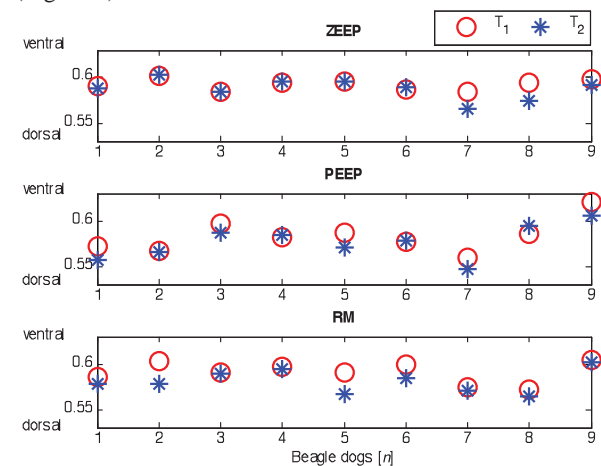 T1 T2
ZEEP
ventral
0.6
0.55
dorsal
1 2 3 4 5 6 7 8 9
PEEP
ventral
0.6
0.55
dorsal
1 2 3 4 5 6 7 8 9
RM
ventral
0.6
0.55
dorsal
1 2 3 4 5 6 7 8 9
Beagle dogs [n]